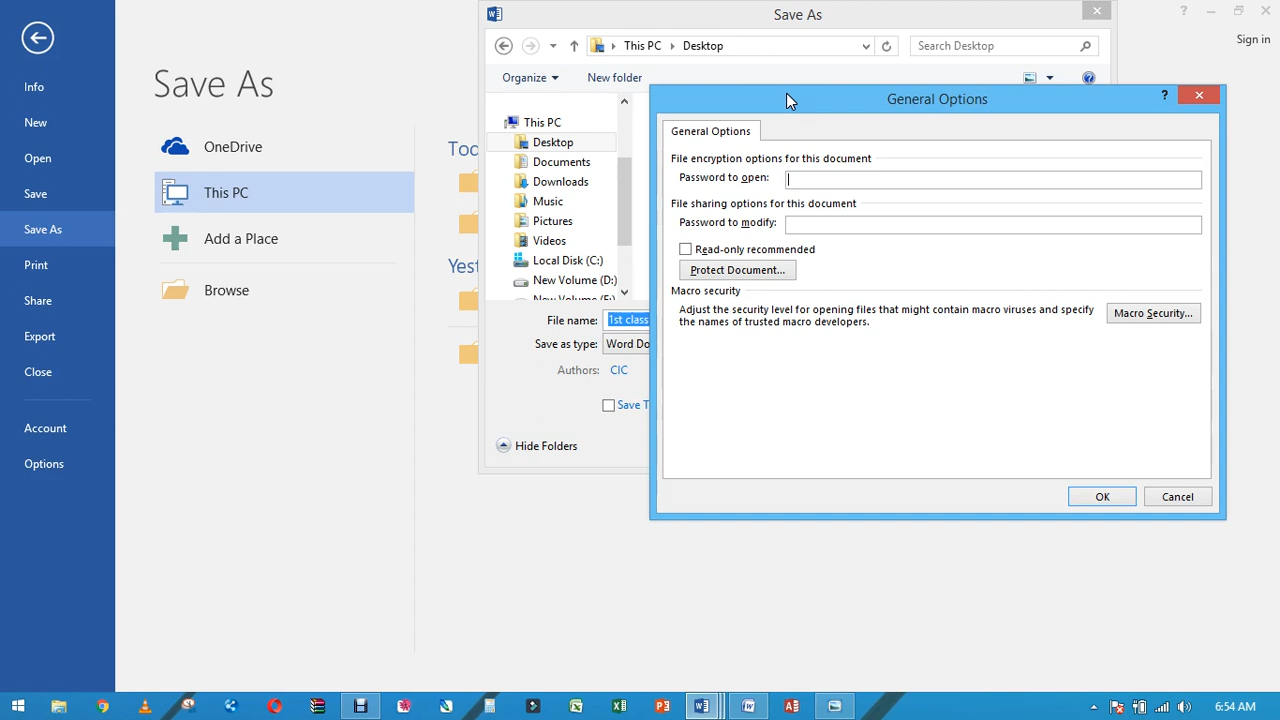 Save As
Sign in
This PC
Desktop
Search Desktop
Organize
New folder
Info
New
Open
Save
Save As
Print
Share
Export
Close
Account
Options
Save As
OneDrive
This PC
Add a Place
Browse
Tod
Yest
This PC
Desktop
Documents
Downloads
Music
Pictures
Videos
Local Disk (C:)
New Volume (D:)
New Volume (E:)
File name: 1st class
Save as type: Word Do
Authors: CIC
Save T
Hide Folders
General Options
General Options
File encryption options for this document
Password to open:
File sharing options for this document
Password to modify:
Read-only recommended
Protect Document...
Macro security
Adjust the security level for opening files that might contain macro viruses and specify
the names of trusted macro developers.
Macro Security...
OK
Cancel
6:54 AM